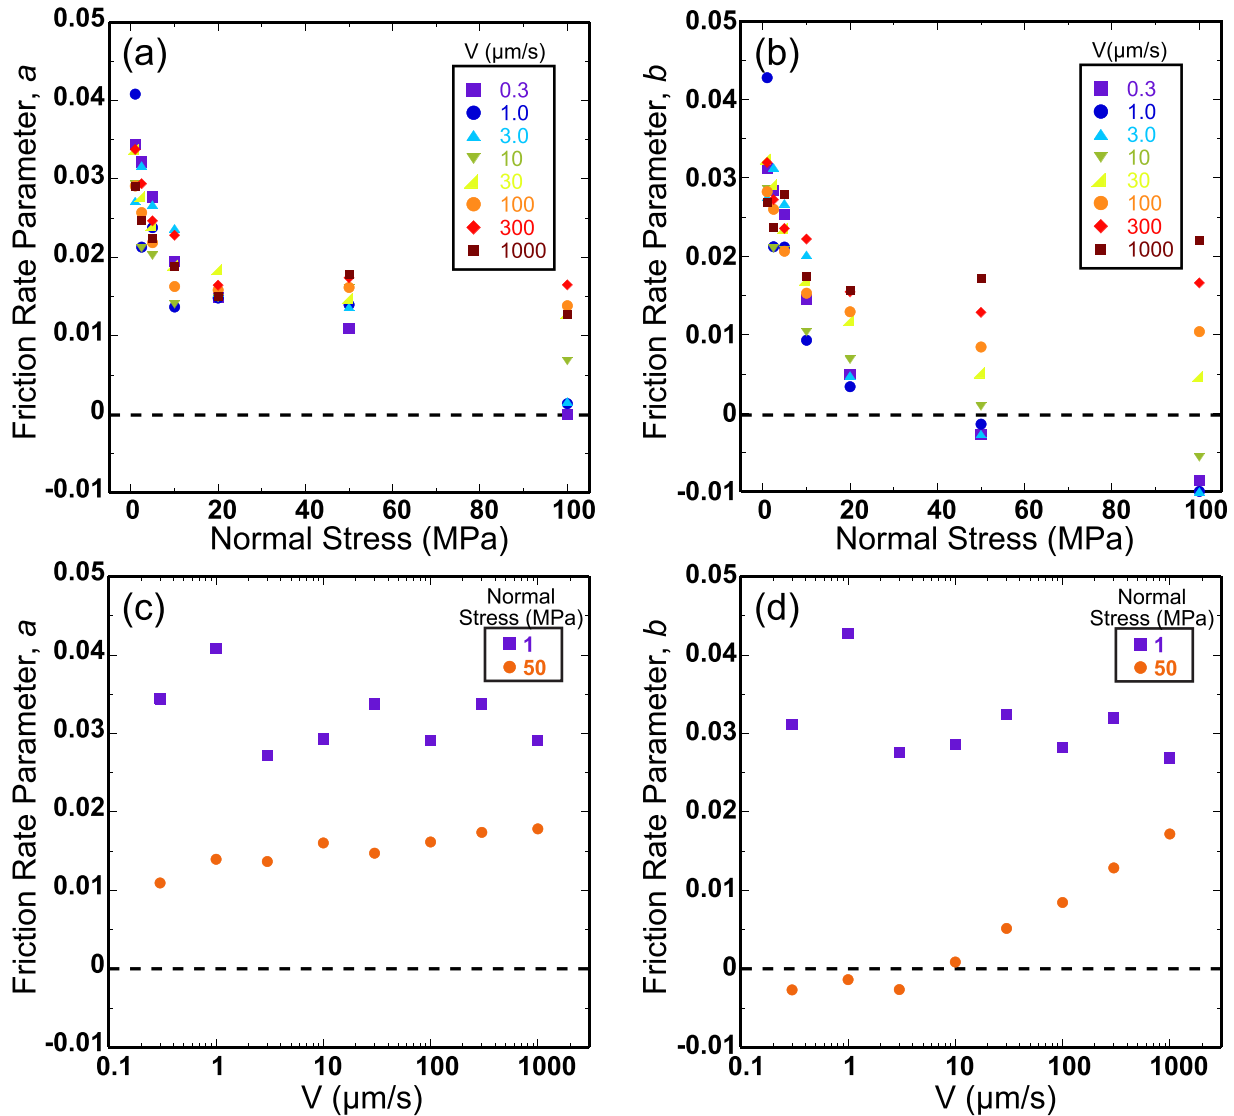 (a)
V (µm/s)
0.3
1.0
3.0
10
30
100
300
1000
0.05
0.04
0.03
0.02
0.01
0
-0.01
Friction Rate Parameter, a
0 20 40 60 80 100
Normal Stress (MPa)
(b)
V(µm/s)
0.3
1.0
3.0
10
30
100
300
1000
0.05
0.04
0.03
0.02
0.01
0
-0.01
Friction Rate Parameter, b
0 20 40 60 80 100
Normal Stress (MPa)
(c)
Normal
Stress (MPa)
1
50
0.05
0.04
0.03
0.02
0.01
0
-0.01
Friction Rate Parameter, a
0.1 1 10 100 1000
V (µm/s)
(d)
Normal
Stress (MPa)
1
50
0.05
0.04
0.03
0.02
0.01
0
-0.01
Friction Rate Parameter, b
0.1 1 10 100 1000
V (µm/s)